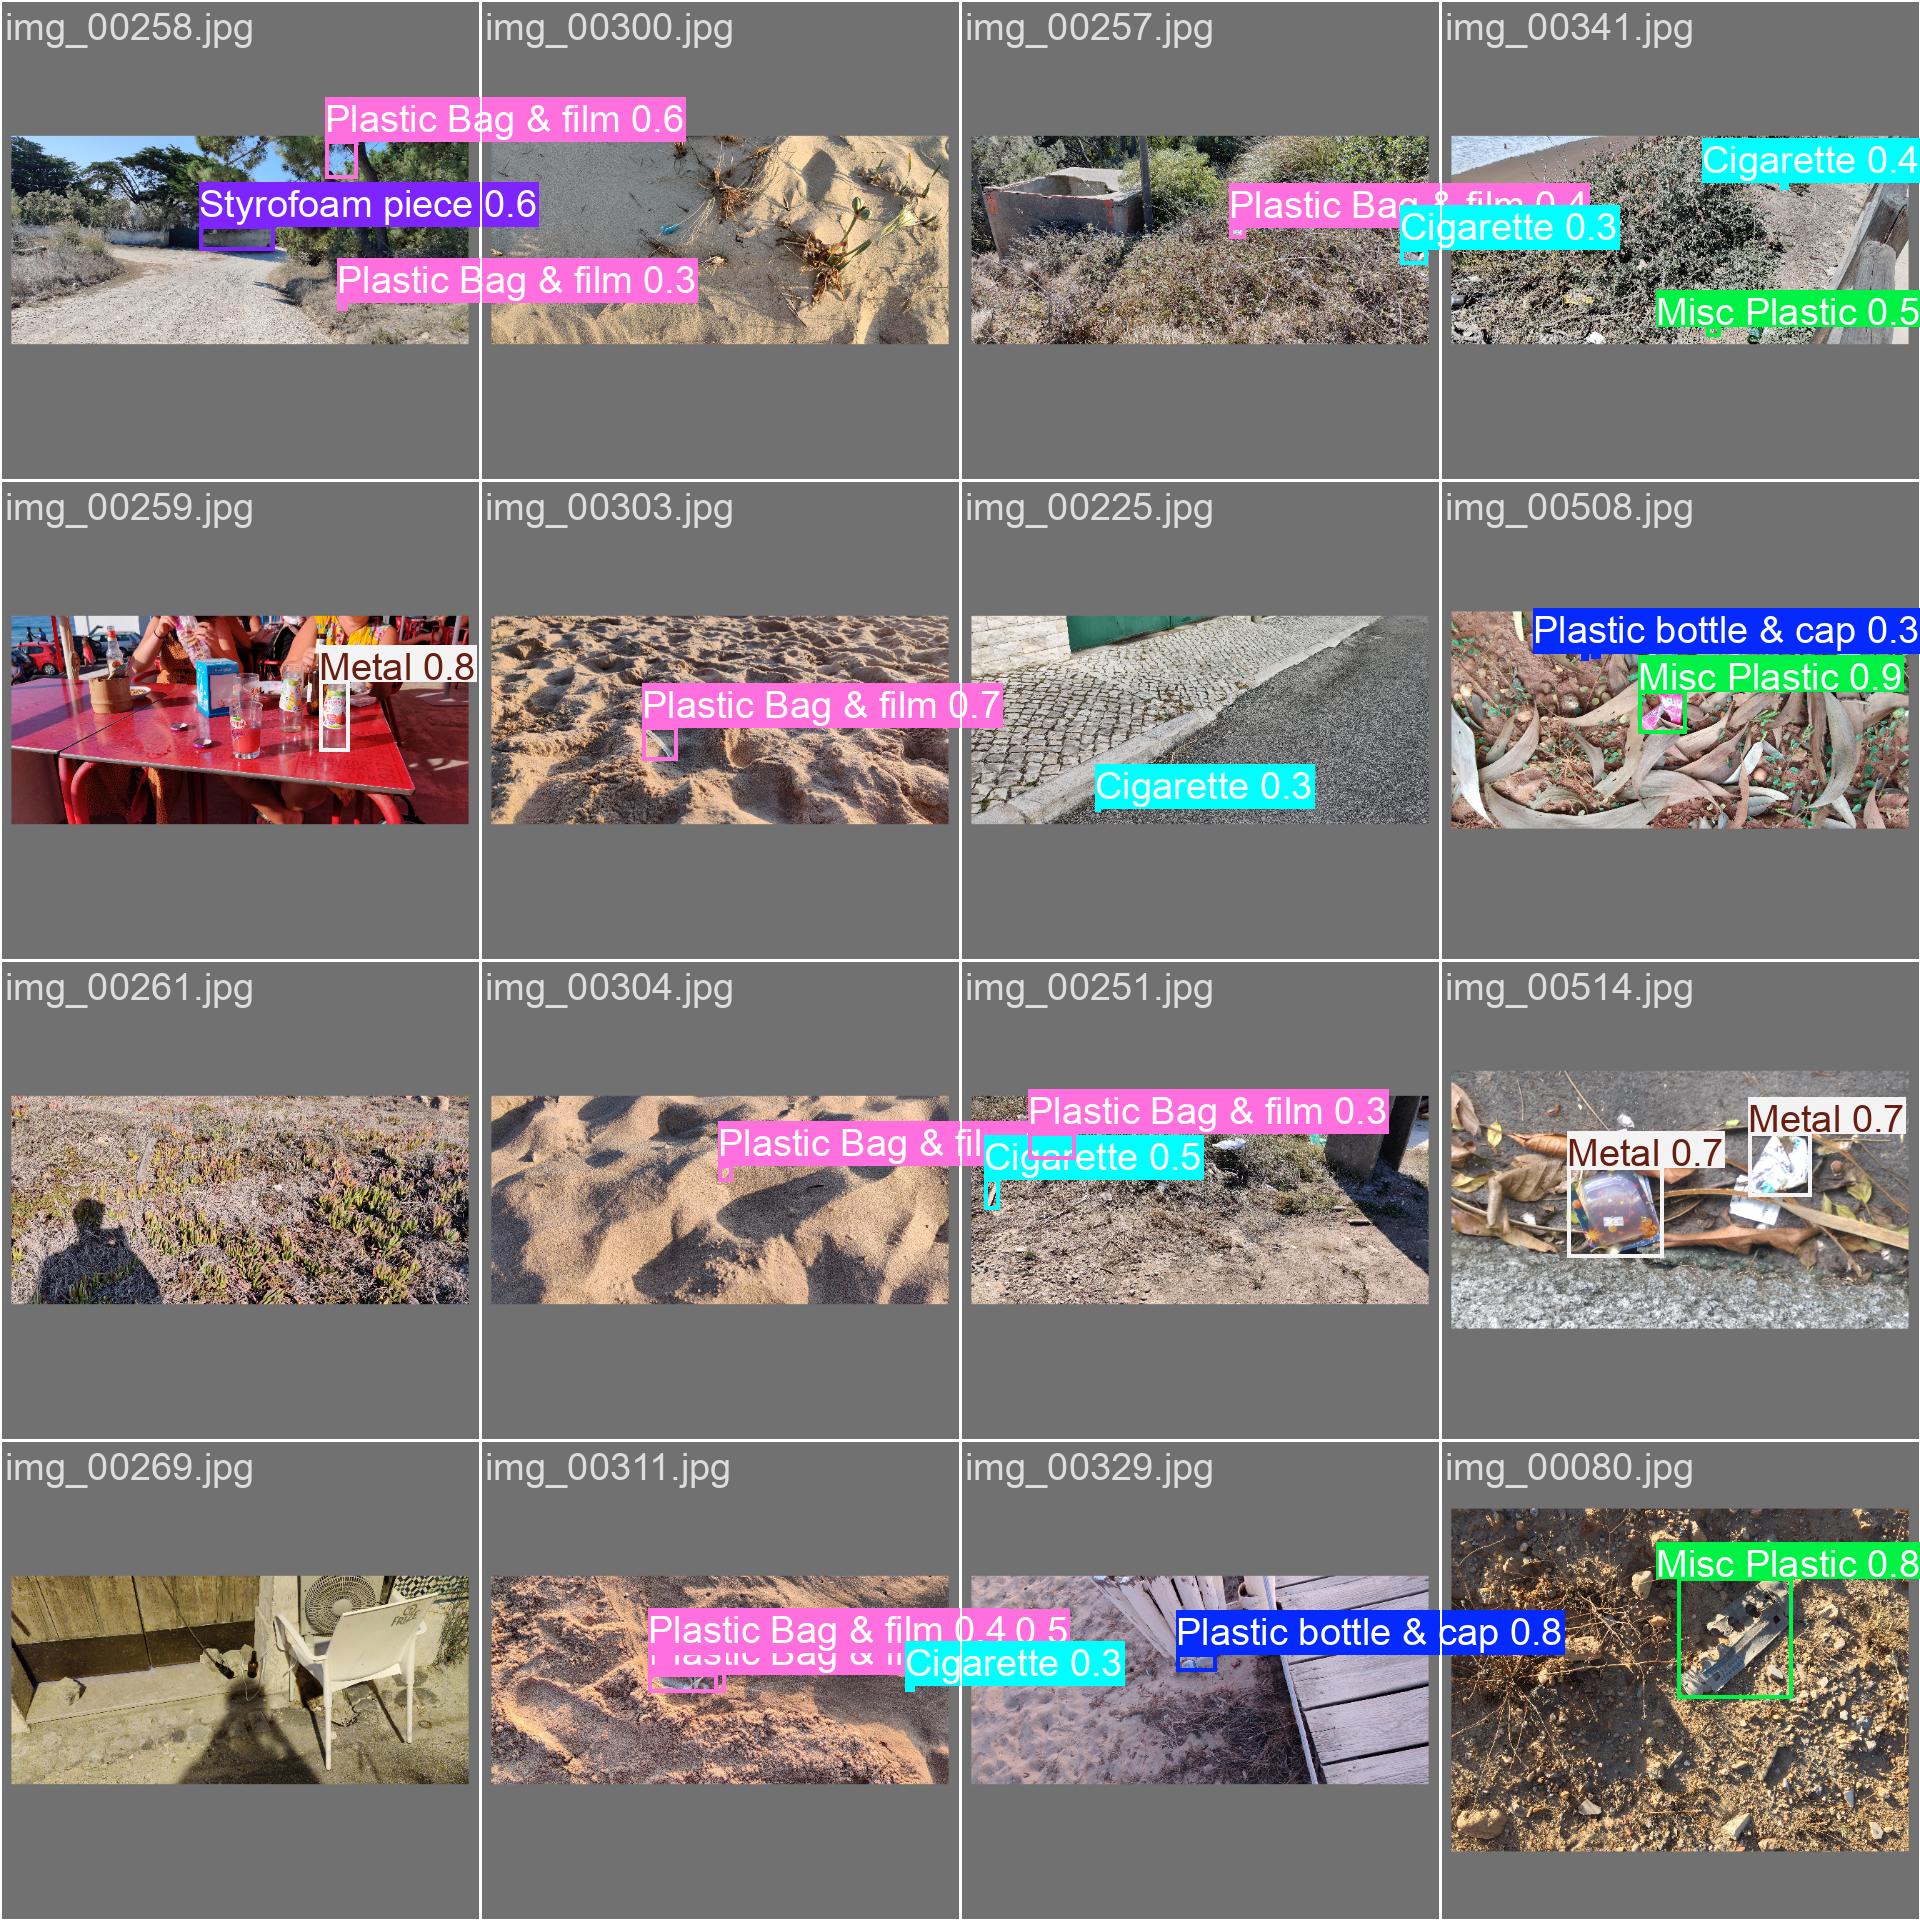 img_00258.jpg
Plastic Bag & film 0.6
Styrofoam piece 0.6
Plastic Bag & film 0.3
img_00300.jpg
img_00257.jpg
Plastic Bag & film 0.4
Cigarette 0.3
img_00341.jpg
Cigarette 0.4
Misc Plastic 0.5
img_00259.jpg
Metal 0.8
img_00303.jpg
Plastic Bag & film 0.7
img_00225.jpg
Cigarette 0.3
img_00508.jpg
Plastic bottle & cap 0.3
Misc Plastic 0.9
img_00261.jpg
img_00304.jpg
Plastic Bag & fil
img_00251.jpg
Plastic Bag & film 0.3
Cigarette 0.5
img_00514.jpg
Metal 0.7
Metal 0.7
img_00269.jpg
img_00311.jpg
Plastic Bag & film 0.4 0.5
Plastic Bag & fil
Cigarette 0.3
img_00329.jpg
Plastic bottle & cap 0.8
img_00080.jpg
Misc Plastic 0.8